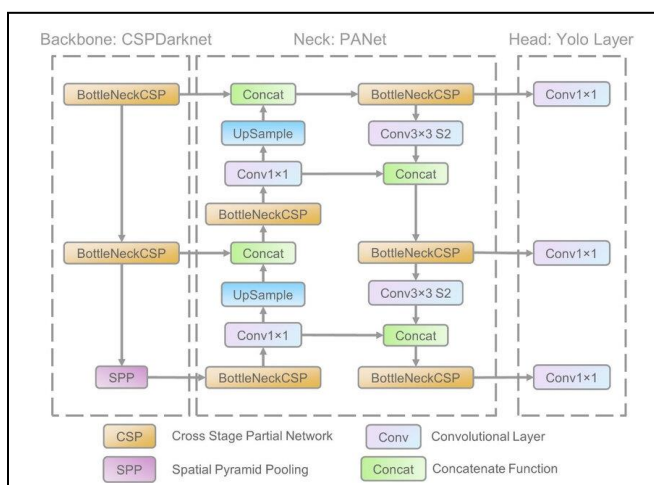 Backbone: CSPDarknet
Neck: PANet
Head: Yolo Layer
BottleNeckCSP
Concat
BottleNeckCSP
Conv1×1
UpSample
Conv3×3 S2
Conv1×1
Concat
BottleNeckCSP
BottleNeckCSP
Concat
BottleNeckCSP
Conv1×1
UpSample
Conv3×3 S2
Conv1×1
Concat
SPP
BottleNeckCSP
BottleNeckCSP
Conv1×1
CSP
Cross Stage Partial Network
Conv
Convolutional Layer
SPP
Spatial Pyramid Pooling
Concat
Concatenate Function